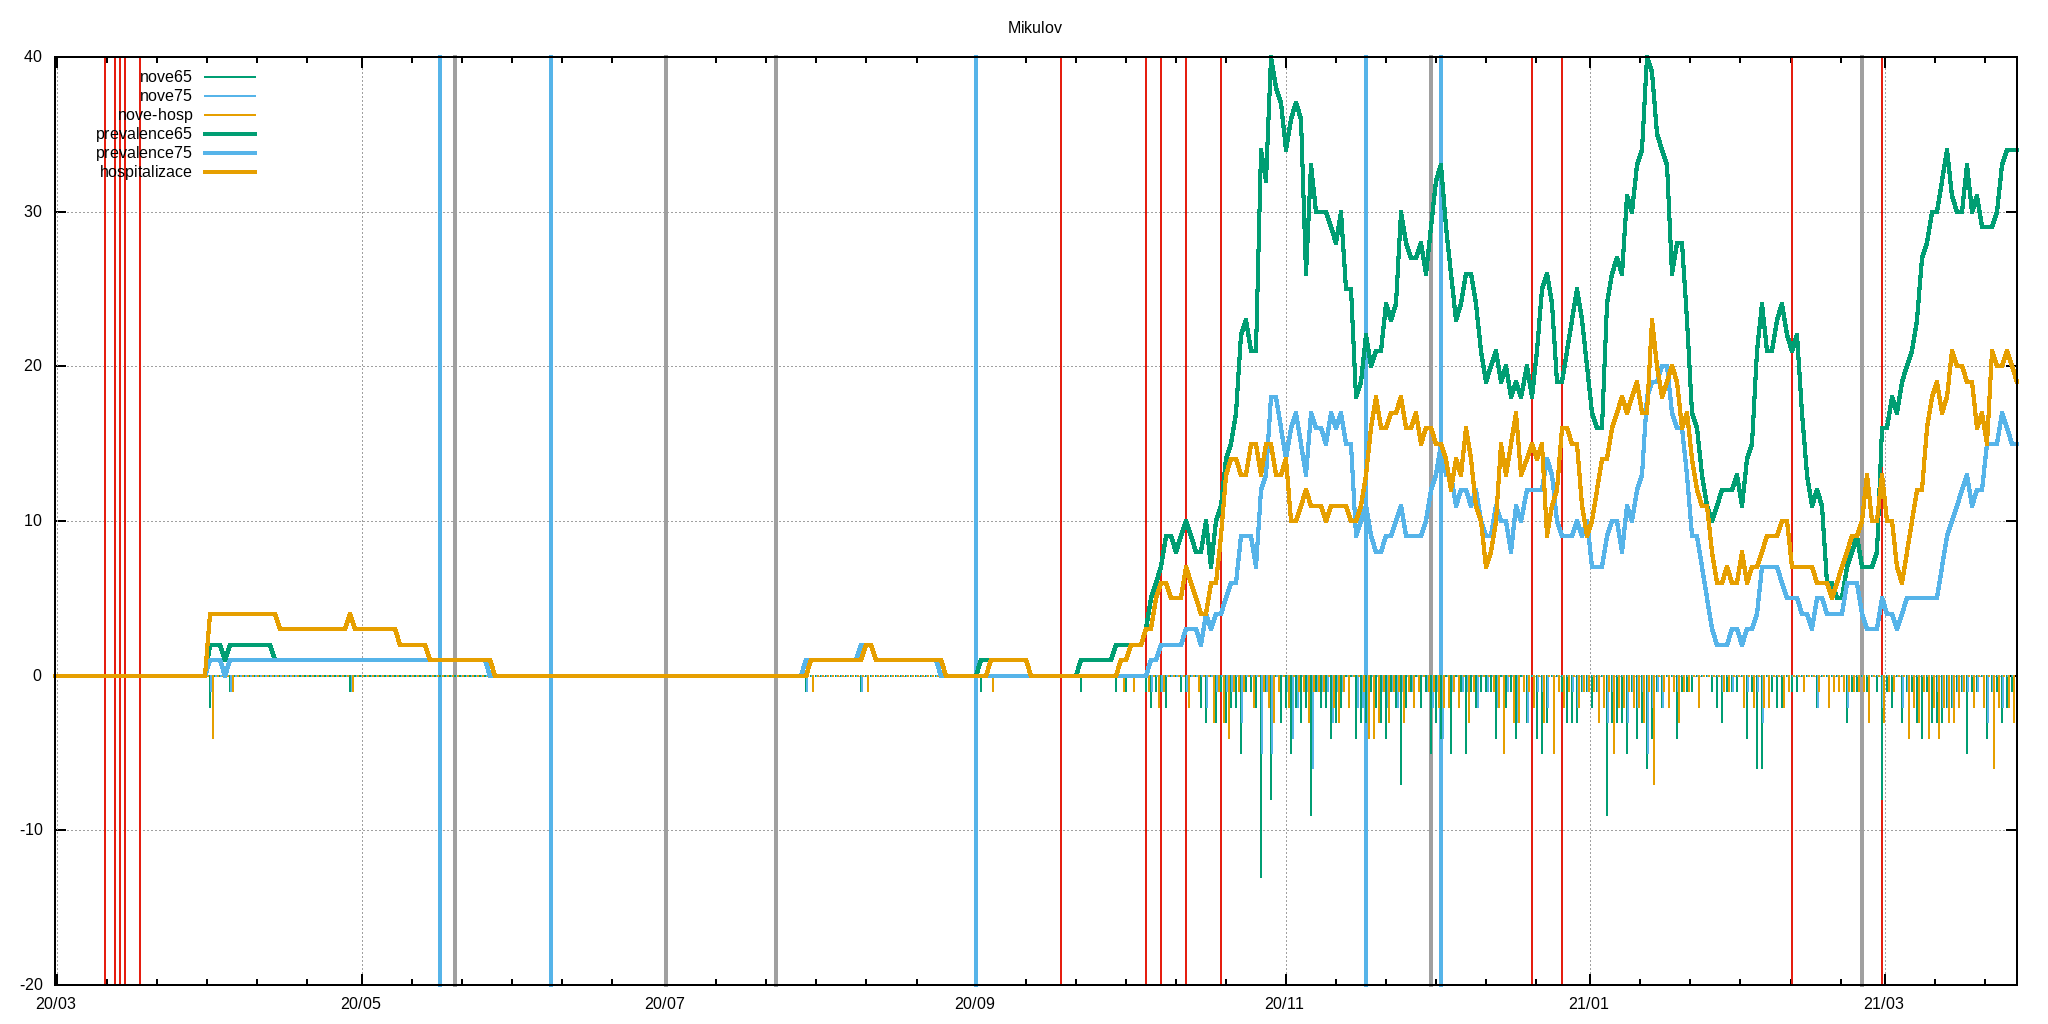 Mikulov
40
nove65
nove75
nove-hosp
prevalence65
prevalence75
hospitalizace
30
20
10
0
-10
-20
20/03 20/05 20/07 20/09 20/11 21/01 21/03